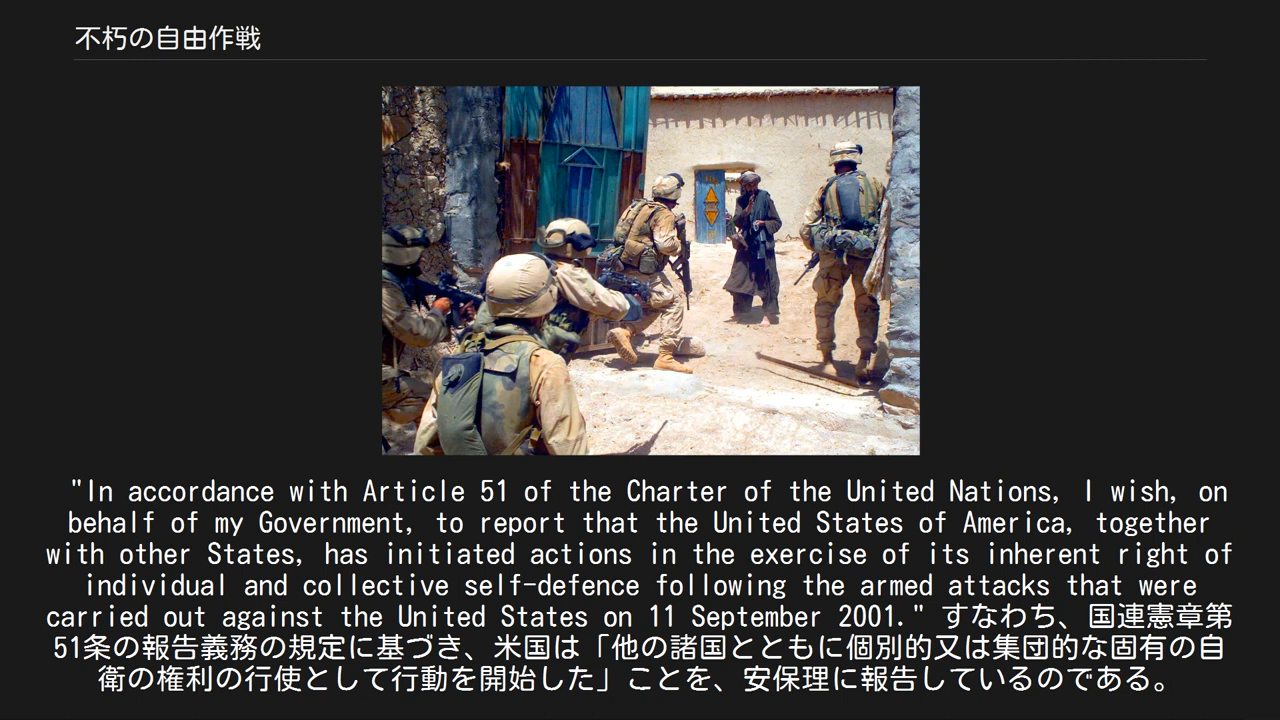 不朽の自由作戦
"In accordance with Article 51 of the Charter of the United Nations, I wish, on
behalf of my Government, to report that the United States of America, together
with other States, has initiated actions in the exercise of its inherent right of
individual and collective self-defence following the armed attacks that were
carried out against the United States on 11 September 2001." すなわち、国連憲章第
51条の報告義務の規定に基づき、米国は「他の諸国とともに個別的又は集団的な固有の自
衛の権利の行使として行動を開始した」ことを、安保理に報告しているのである。